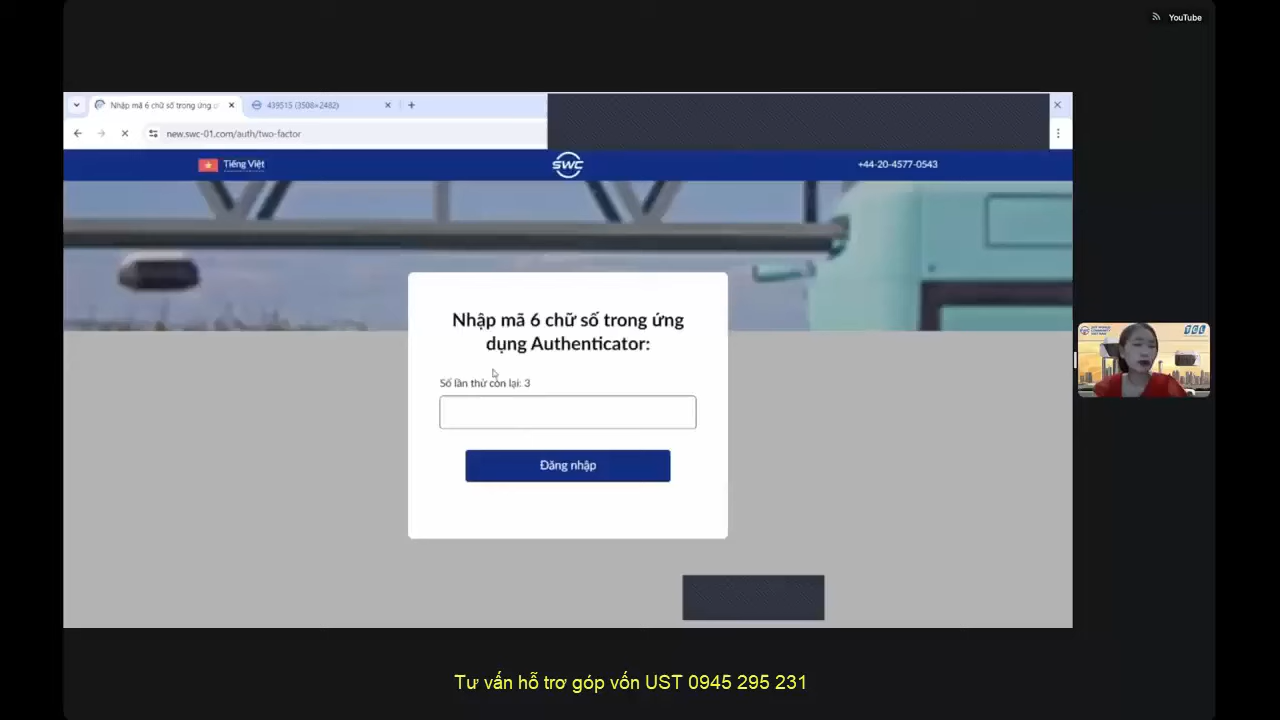 YouTube
Nhập mã 6 chữ số trong ứng
439515 (3508+2482)
new.swc-01.com/auth/two-factor
Tiếng Việt
SWC
+44-20-4577-0543
Nhập mã 6 chữ số trong ứng
dụng Authenticator:
Số lần thử còn lại: 3
Đăng nhập
Tư vấn hỗ trơ góp vốn UST 0945 295 231